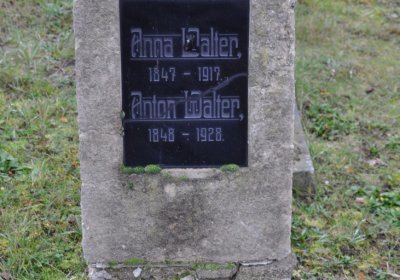 Anna Walter,
1847 - 1917.
Anton Walter,
1848 - 1928.